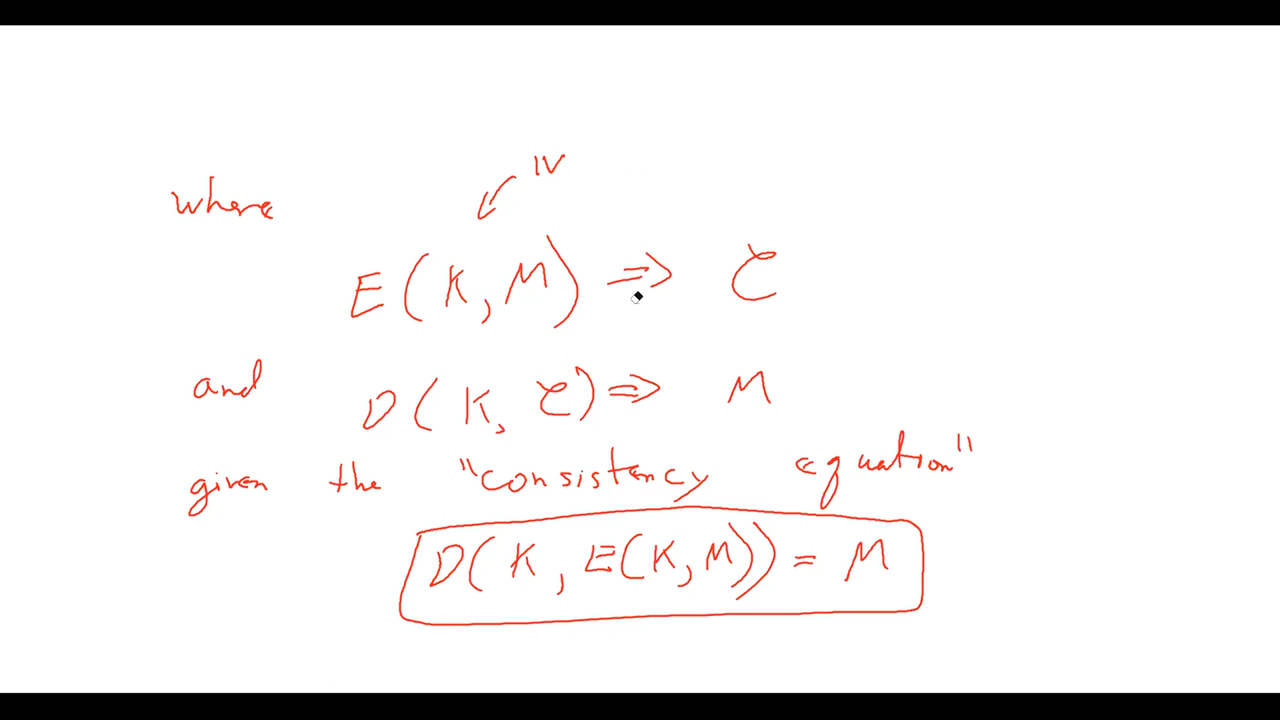 IV
where
E(K, M) ⇒ C
and D(K, C) ⇒ M
given the "consistency equation"
D(K, E(K, M)) = M